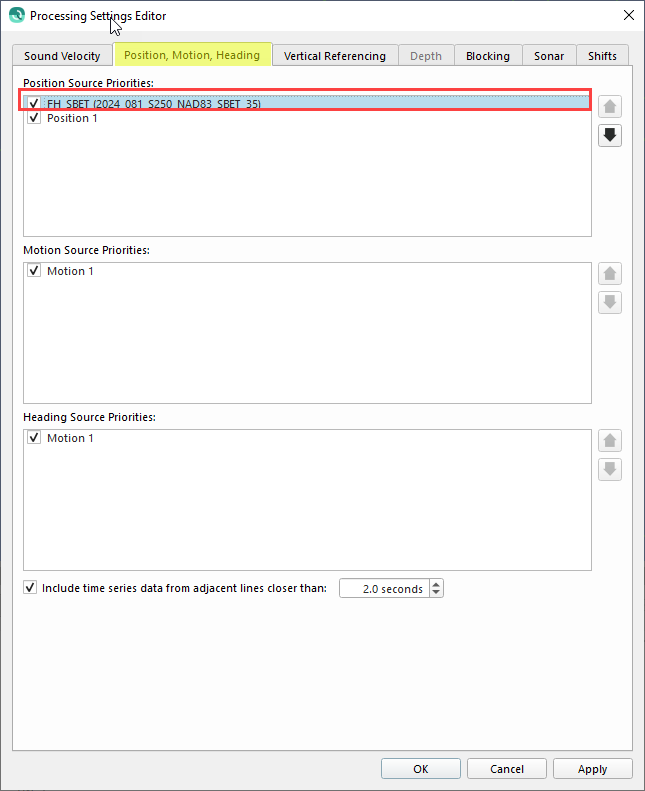 Processing Settings Editor
Sound Velocity
Position, Motion, Heading
Vertical Referencing
Depth
Blocking
Sonar
Shifts
Position Source Priorities:
FH_SBET (2024_081_S250_NAD83_SBET_35)
Position 1
Motion Source Priorities:
Motion 1
Heading Source Priorities:
Motion 1
Include time series data from adjacent lines closer than: 2.0 seconds
OK
Cancel
Apply